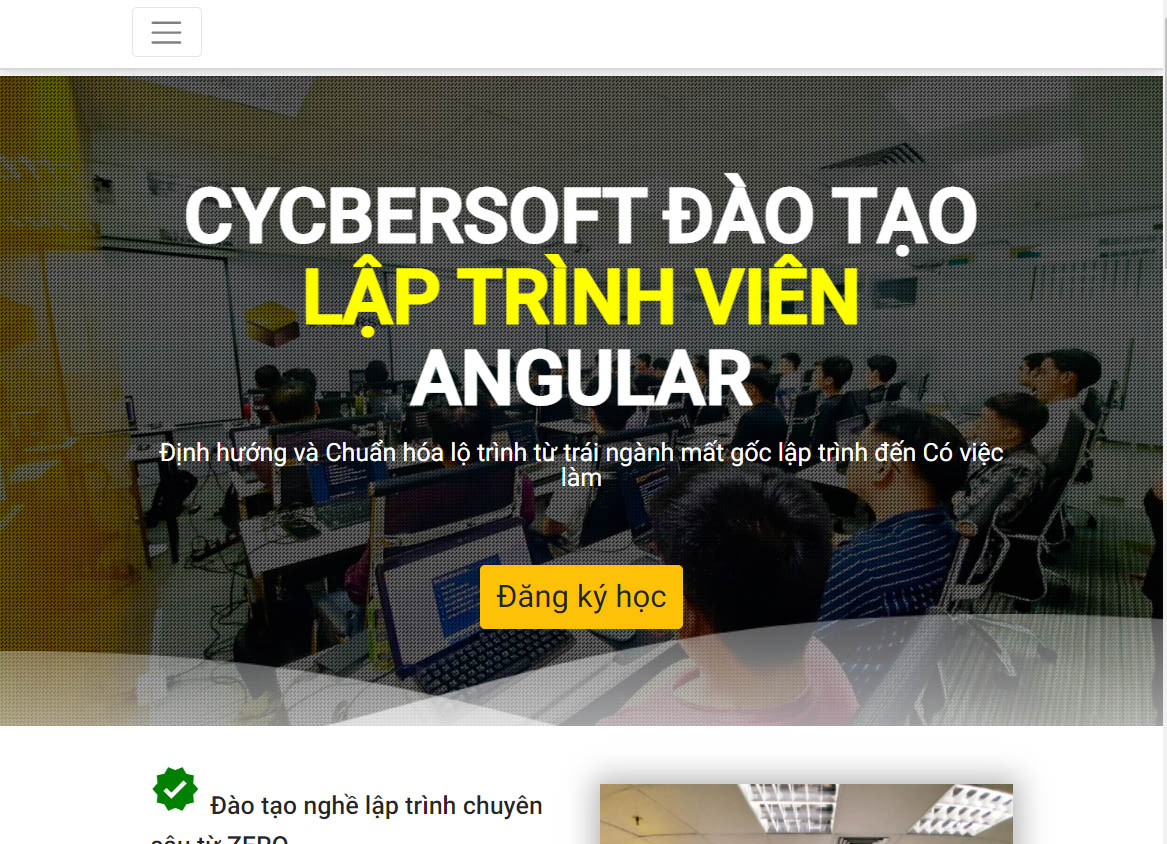 CYCBERSOFT ĐÀO TẠO
LẬP TRÌNH VIÊN
ANGULAR
Định hướng và Chuẩn hóa lộ trình từ trái ngành mất gốc lập trình đến Có việc
làm
Đăng ký học
Đào tạo nghề lập trình chuyên
sâu từ ZERO